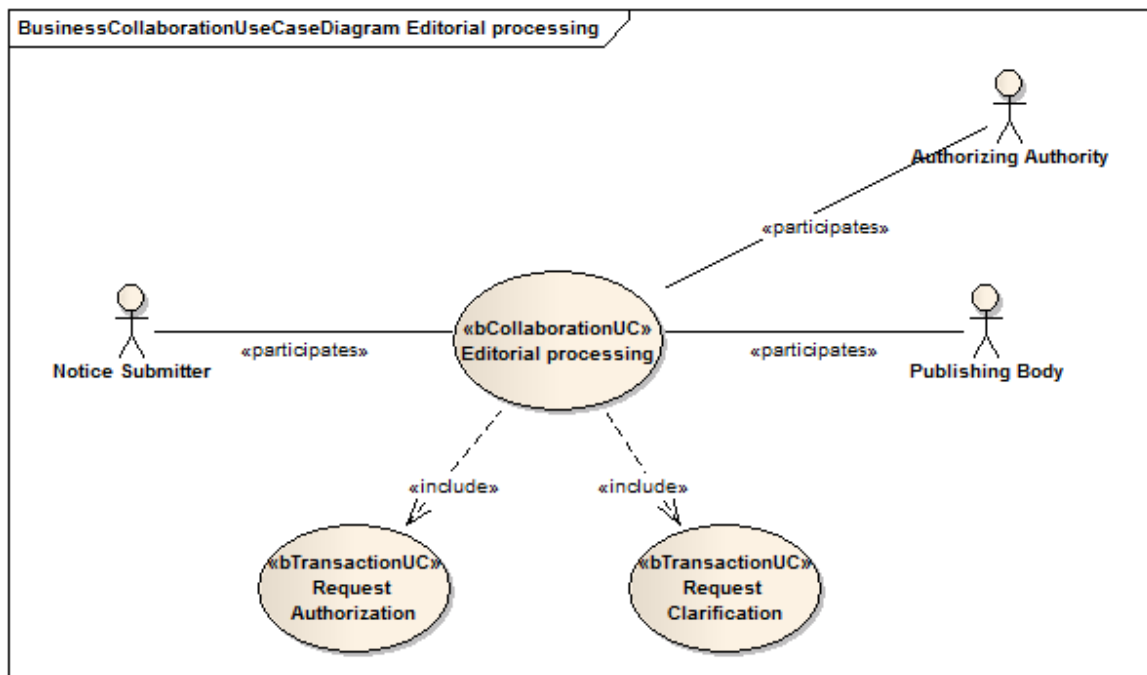 BusinessCollaborationUseCaseDiagram Editorial processing
Authorizing Authority
«participates»
«bCollaborationUC»
Editorial processing
«participates»
Notice Submitter
«participates»
Publishing Body
«include»
«include»
«bTransactionUC»
Request
Authorization
«bTransactionUC»
Request
Clarification